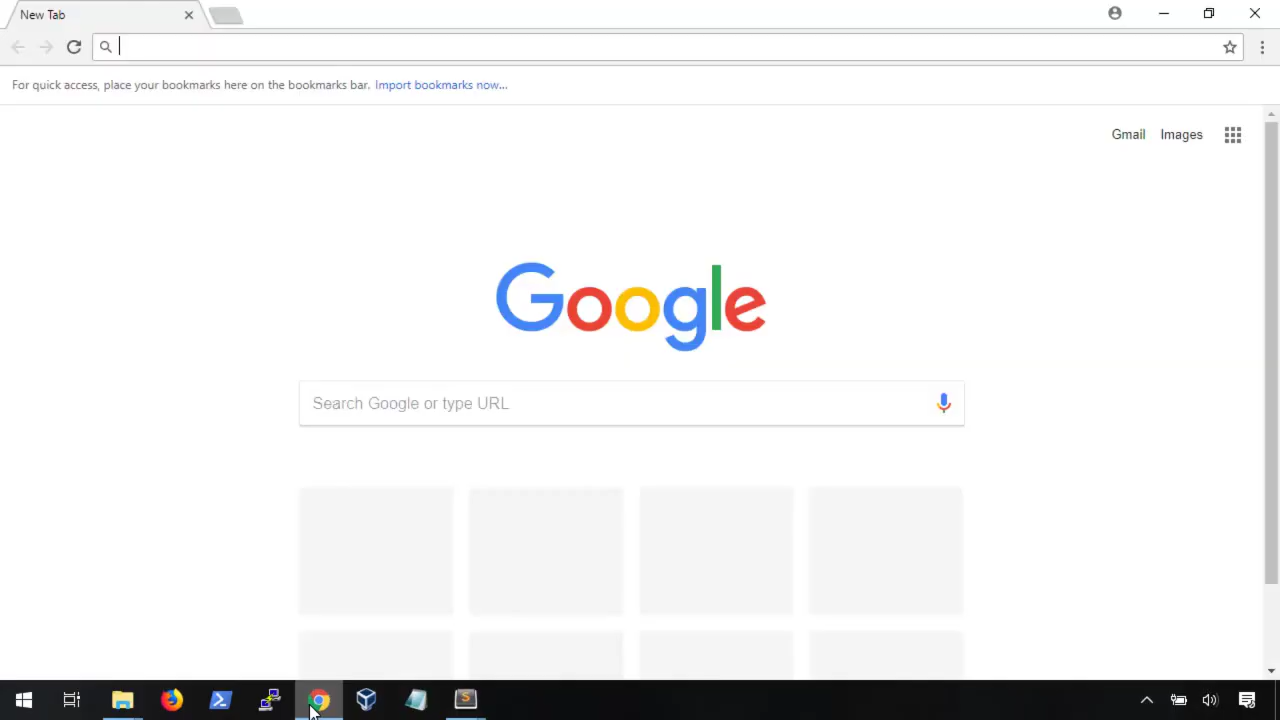 New Tab
For quick access, place your bookmarks here on the bookmarks bar. Import bookmarks now...
Gmail Images
Google
Search Google or type URL